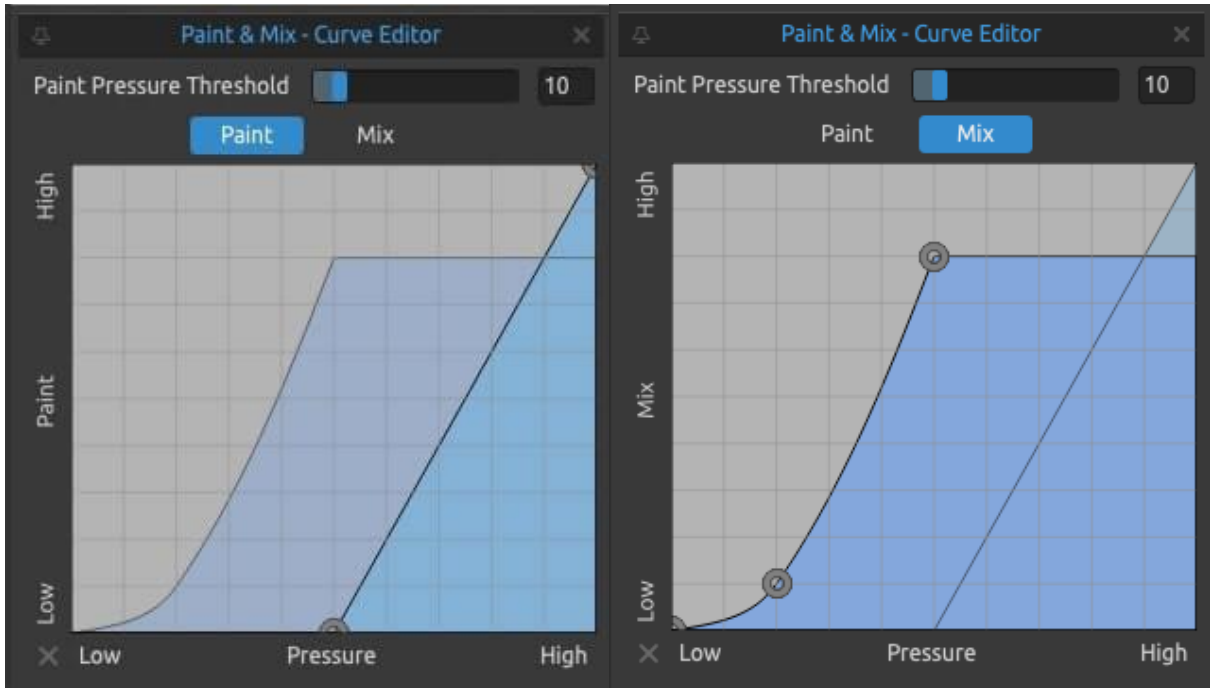 Paint & Mix - Curve Editor
Paint Pressure Threshold 10
Paint Mix
High
Paint
Low
Low Pressure High
Paint & Mix - Curve Editor
Paint Pressure Threshold 10
Paint Mix
High
Mix
Low
Low Pressure High